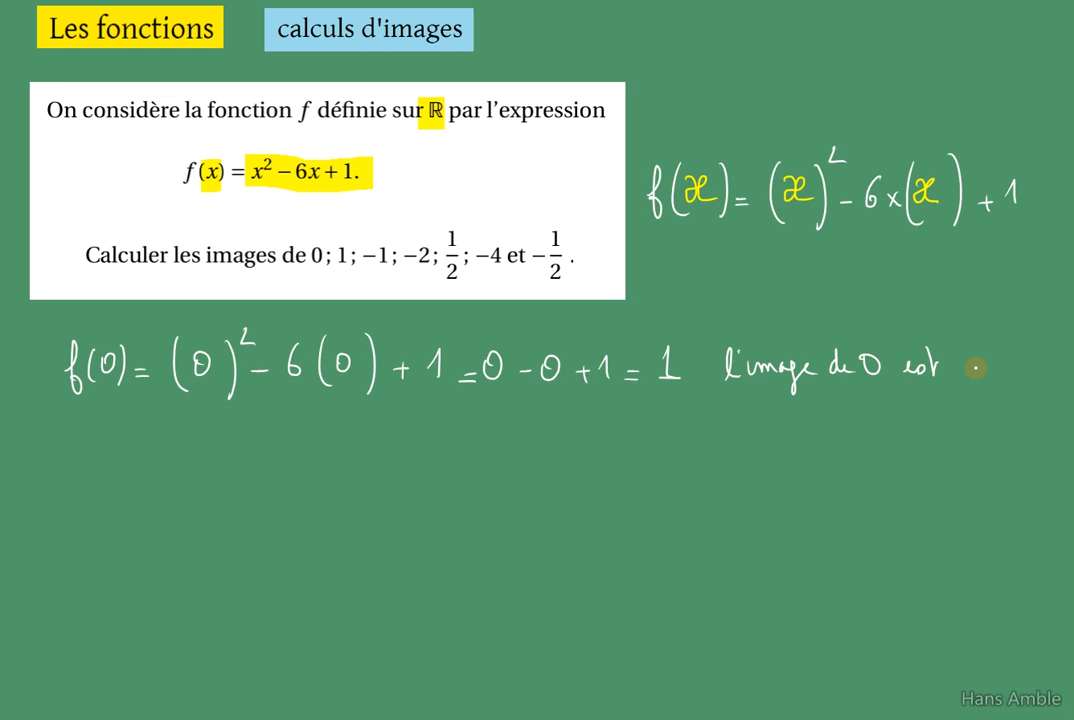 Les fonctions calculs d'images
On considère la fonction f définie sur ℝ par l'expression
f(x) = x² − 6x + 1.
f(x) = (x)² - 6×(x) + 1
Calculer les images de 0; 1; −1; −2; 1/2; −4 et −1/2.
f(0) = (0)² - 6(0) + 1 = 0 - 0 + 1 = 1 l'image de 0 est
Hans Amble